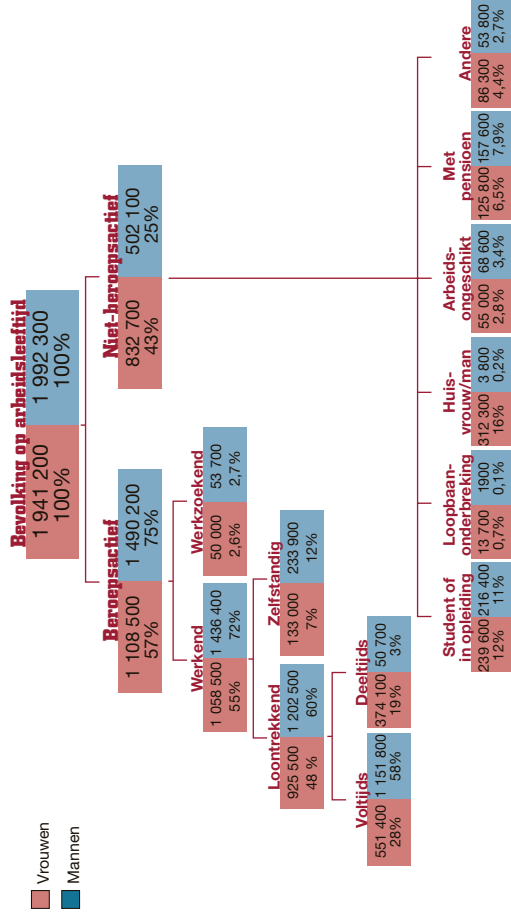 Vrouwen
Mannen
Bevolking op arbeidsleeftijd
1 941 200 1 992 300
100% 100%
Beroepsactief
1 108 500 1 490 200
57% 75%
Niet-beroepsactief
832 700 502 100
43% 25%
Werkend
1 058 500 1 436 400
55% 72%
Werkzoekend
50 000 53 700
2,6% 2,7%
Loontrekkend
925 500 1 202 500
48 % 60%
Zelfstandig
133 000 233 900
7% 12%
Voltijds
551 400 1 151 800
28% 58%
Deeltijds
374 100 50 700
19% 3%
Student of
in opleiding
239 600 216 400
12% 11%
Loopbaan-
onderbreking
13 700 1900
0,7% 0,1%
Huis-
vrouw/man
312 300 3 800
16% 0,2%
Arbeids-
ongeschikt
55 000 68 600
2,8% 3,4%
Met
pensioen
125 800 157 600
6,5% 7,9%
Andere
86 300 53 800
4,4% 2,7%